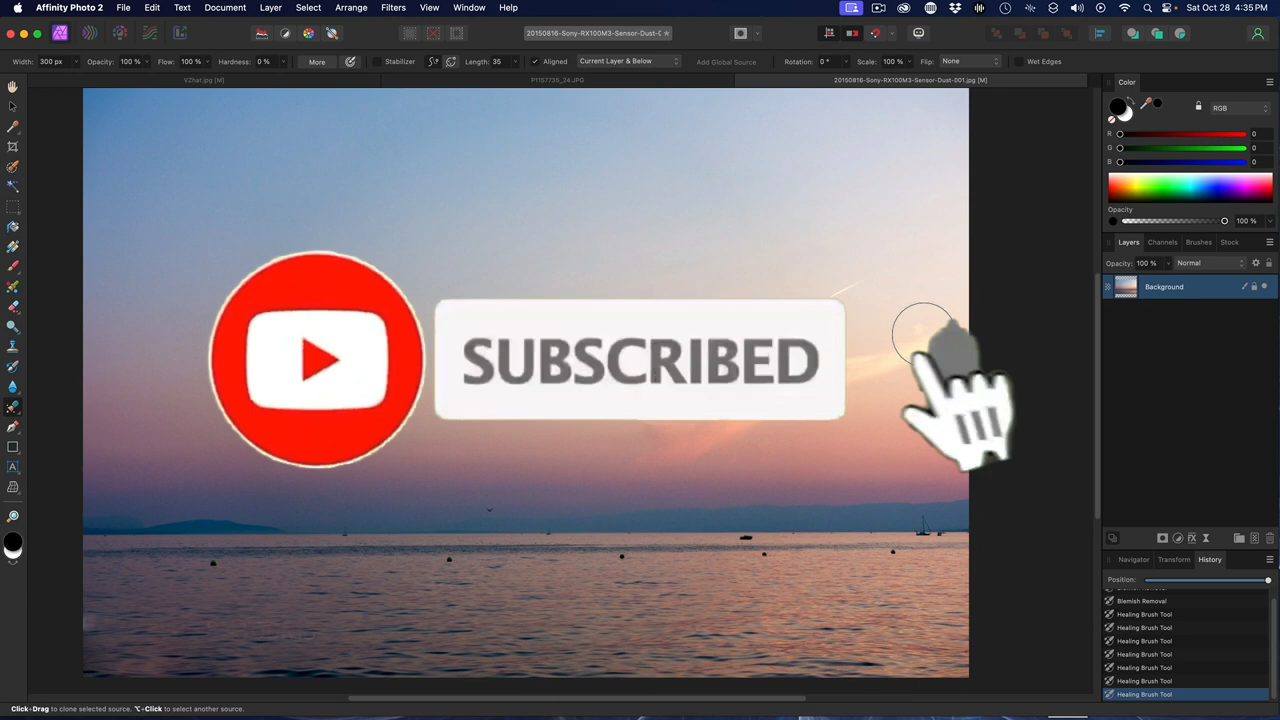 Affinity Photo 2 File Edit Text Document Layer Select Arrange Filters View Window Help Sat Oct 28 4:35 PM
20150816-Sony-RX100M3-Sensor-Dust-0
Width: 300 px Opacity: 100 % Flow: 100 % Hardness: 0 % More Stabilizer Length: 35 Aligned Current Layer & Below Add Global Source Rotation: 0 ° Scale: 100 % Flip: None Wet Edges
P1157735_24.JPG 20150816-Sony-RX100M3-Sensor-Dust-001.jpg [M]
Color
RGB
R 0
G 0
B 0
Opacity
100 %
Layers Channels Brushes Stock
Opacity: 100 % Normal
Background
SUBSCRIBED
Navigator Transform History
Position:
Blemish Removal
Healing Brush Tool
Healing Brush Tool
Healing Brush Tool
Healing Brush Tool
Healing Brush Tool
Healing Brush Tool
Healing Brush Tool
Click+Drag to clone selected source. ⌥+Click to select another source.